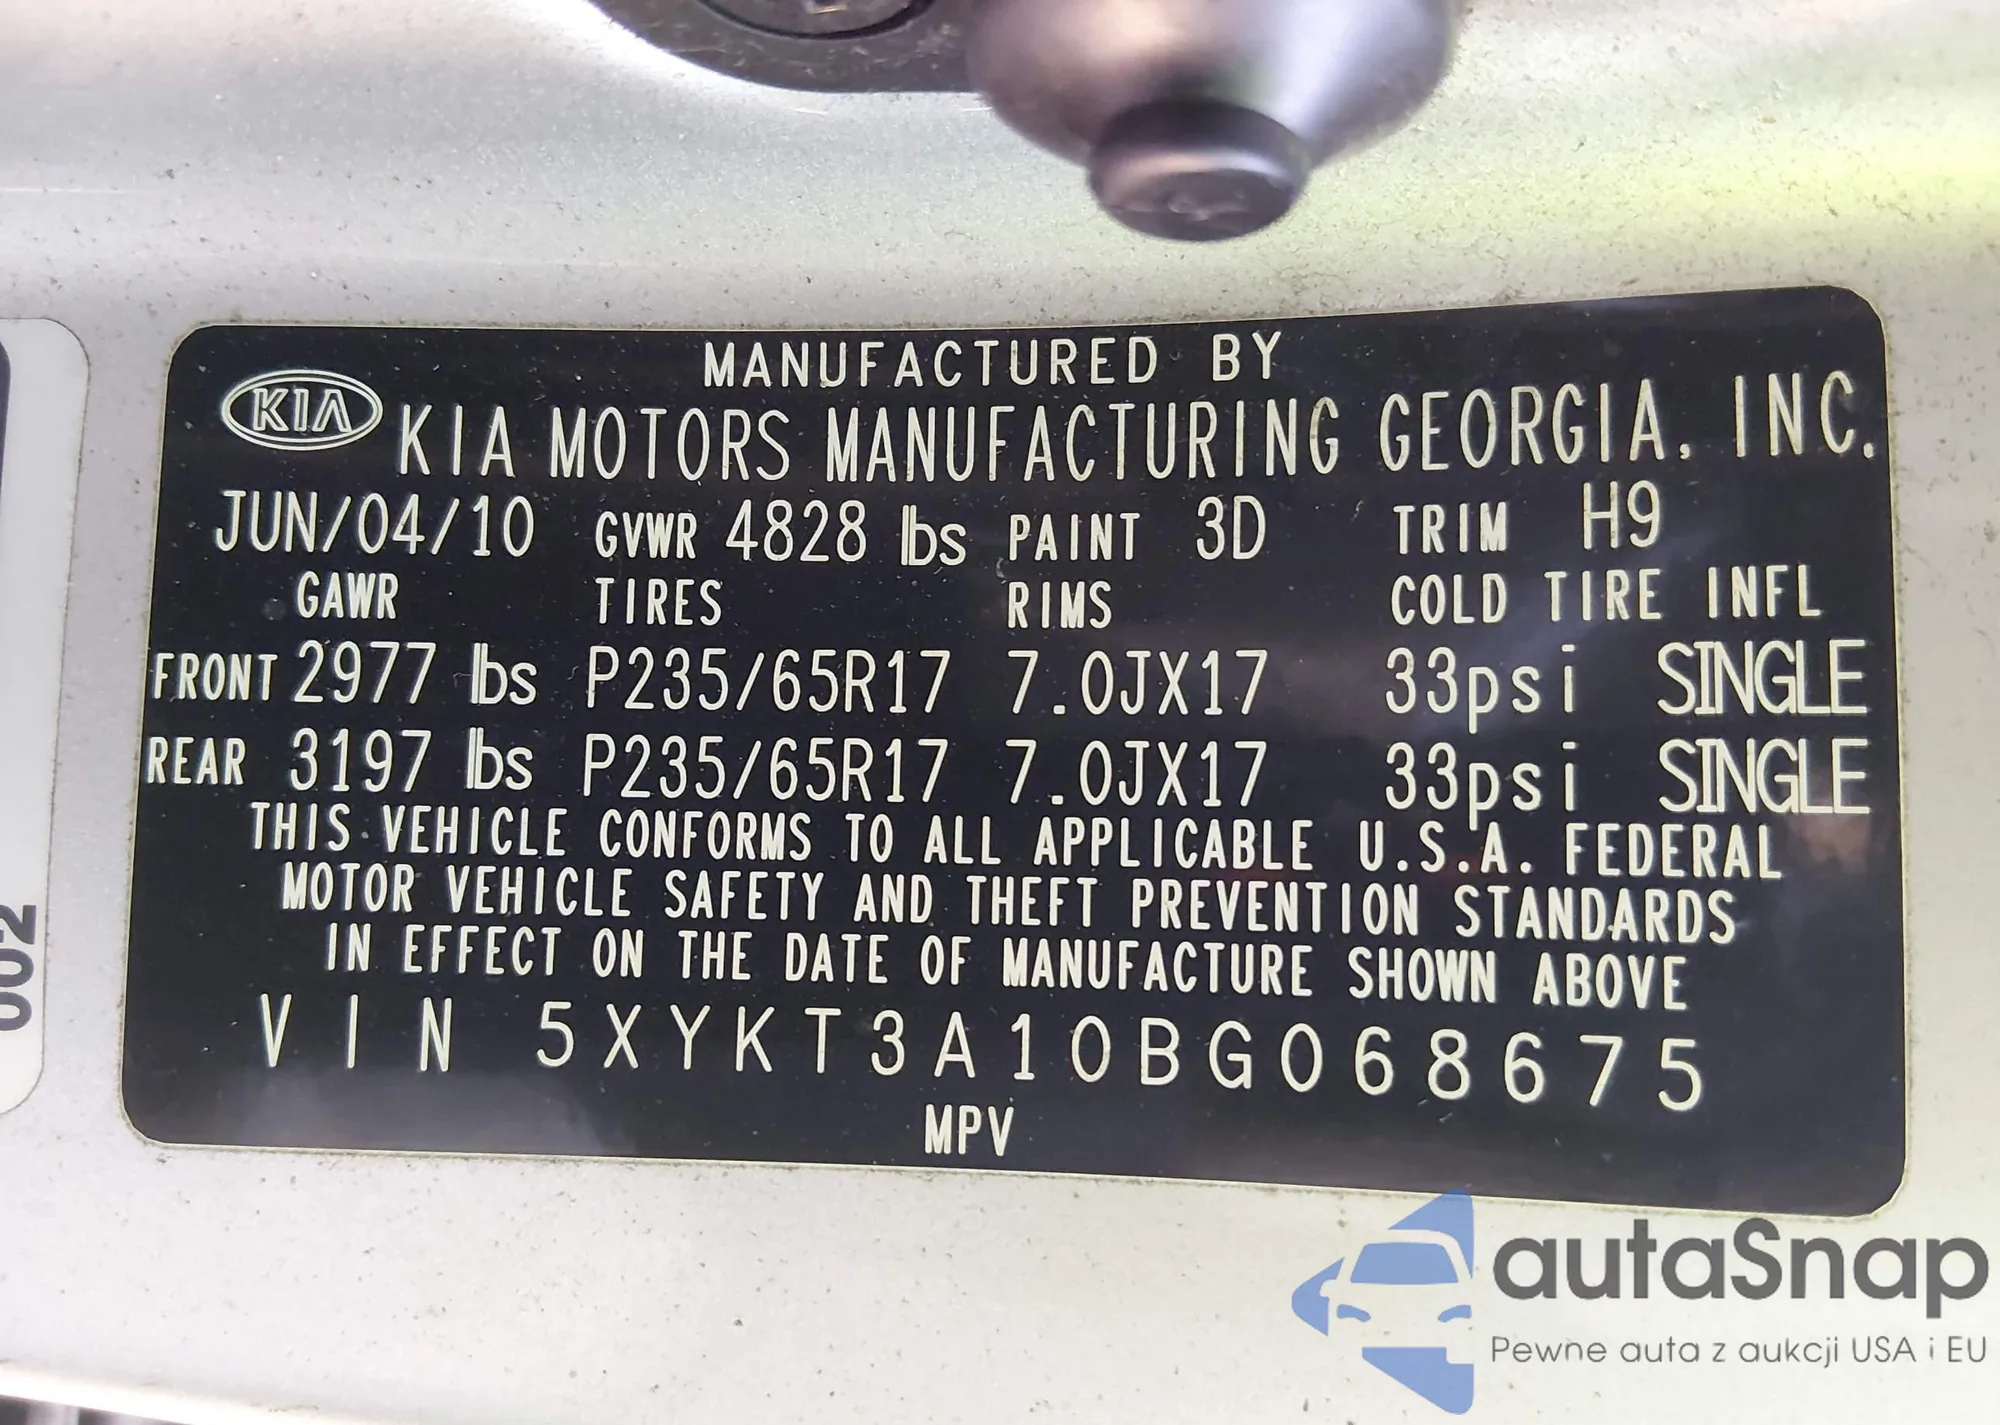 MANUFACTURED BY
KIA KIA MOTORS MANUFACTURING GEORGIA, INC.
JUN/04/10 GVWR 4828 lbs PAINT 3D TRIM H9
GAWR TIRES RIMS COLD TIRE INFL
FRONT 2977 lbs P235/65R17 7.0JX17 33psi SINGLE
REAR 3197 lbs P235/65R17 7.0JX17 33psi SINGLE
THIS VEHICLE CONFORMS TO ALL APPLICABLE U.S.A. FEDERAL
MOTOR VEHICLE SAFETY AND THEFT PREVENTION STANDARDS
IN EFFECT ON THE DATE OF MANUFACTURE SHOWN ABOVE
VIN 5XYKT3A10BG068675
MPV
002
autaSnap
Pewne auta z aukcji USA i EU